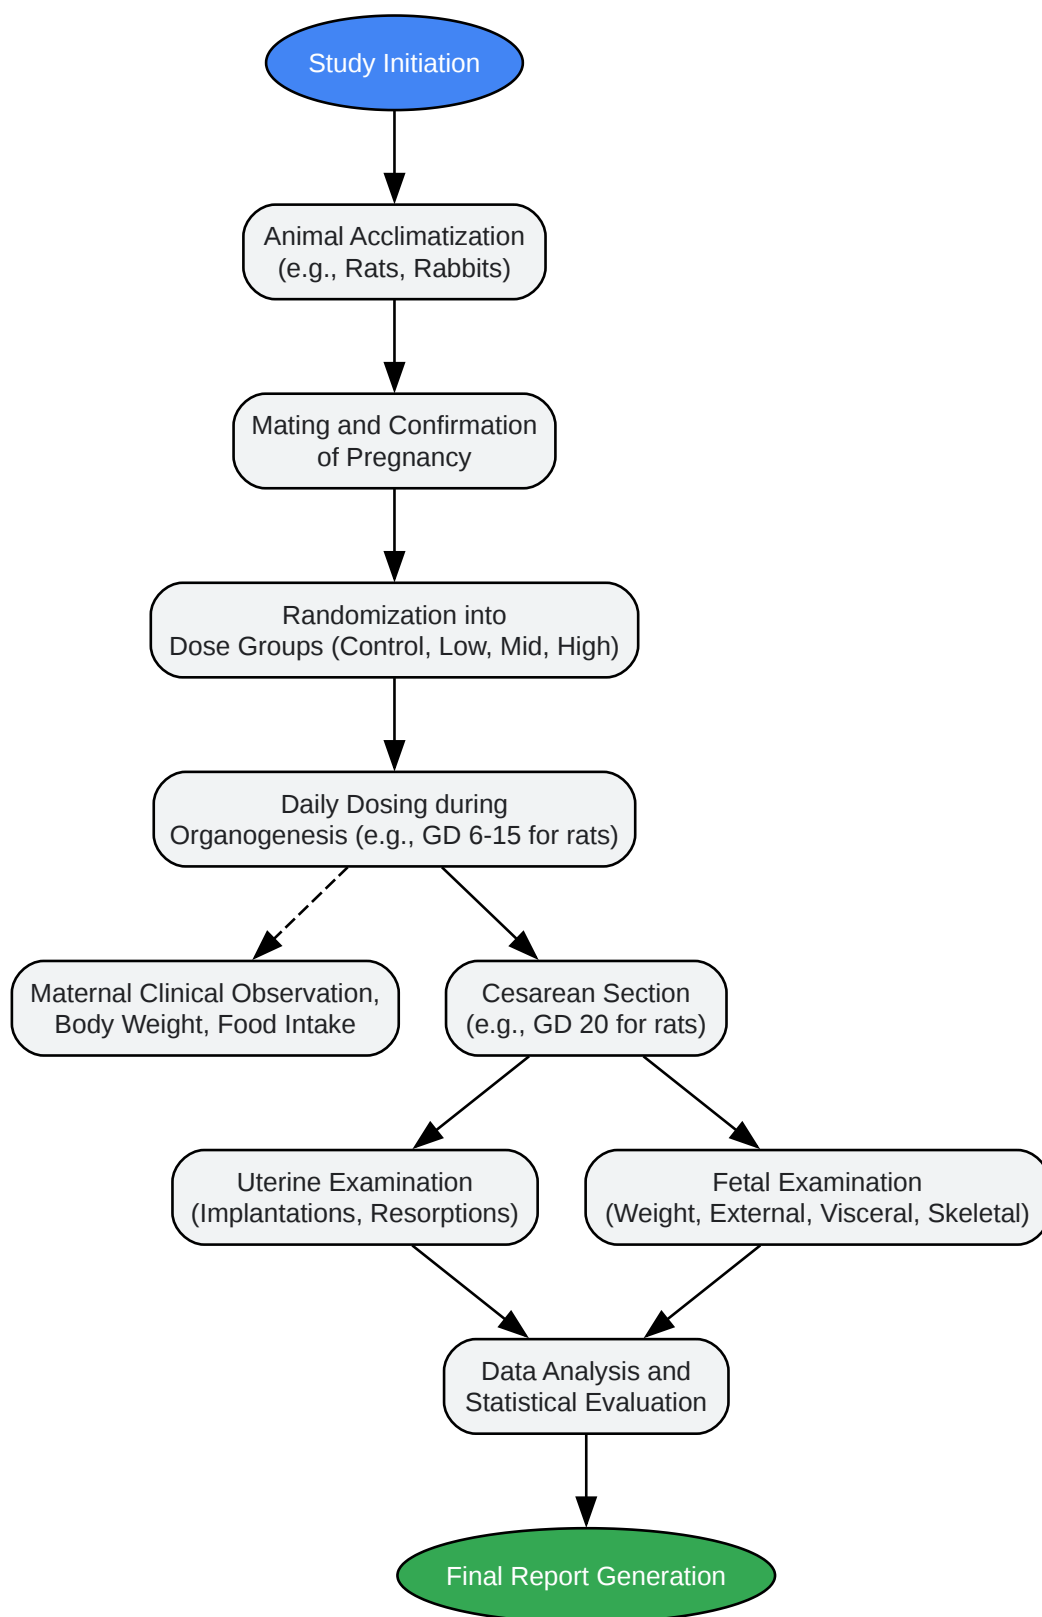 Study Initiation
Animal Acclimatization
(e.g., Rats, Rabbits)
Mating and Confirmation
of Pregnancy
Randomization into
Dose Groups (Control, Low, Mid, High)
Daily Dosing during
Organogenesis (e.g., GD 6-15 for rats)
Maternal Clinical Observation,
Body Weight, Food Intake
Cesarean Section
(e.g., GD 20 for rats)
Uterine Examination
(Implantations, Resorptions)
Fetal Examination
(Weight, External, Visceral, Skeletal)
Data Analysis and
Statistical Evaluation
Final Report Generation